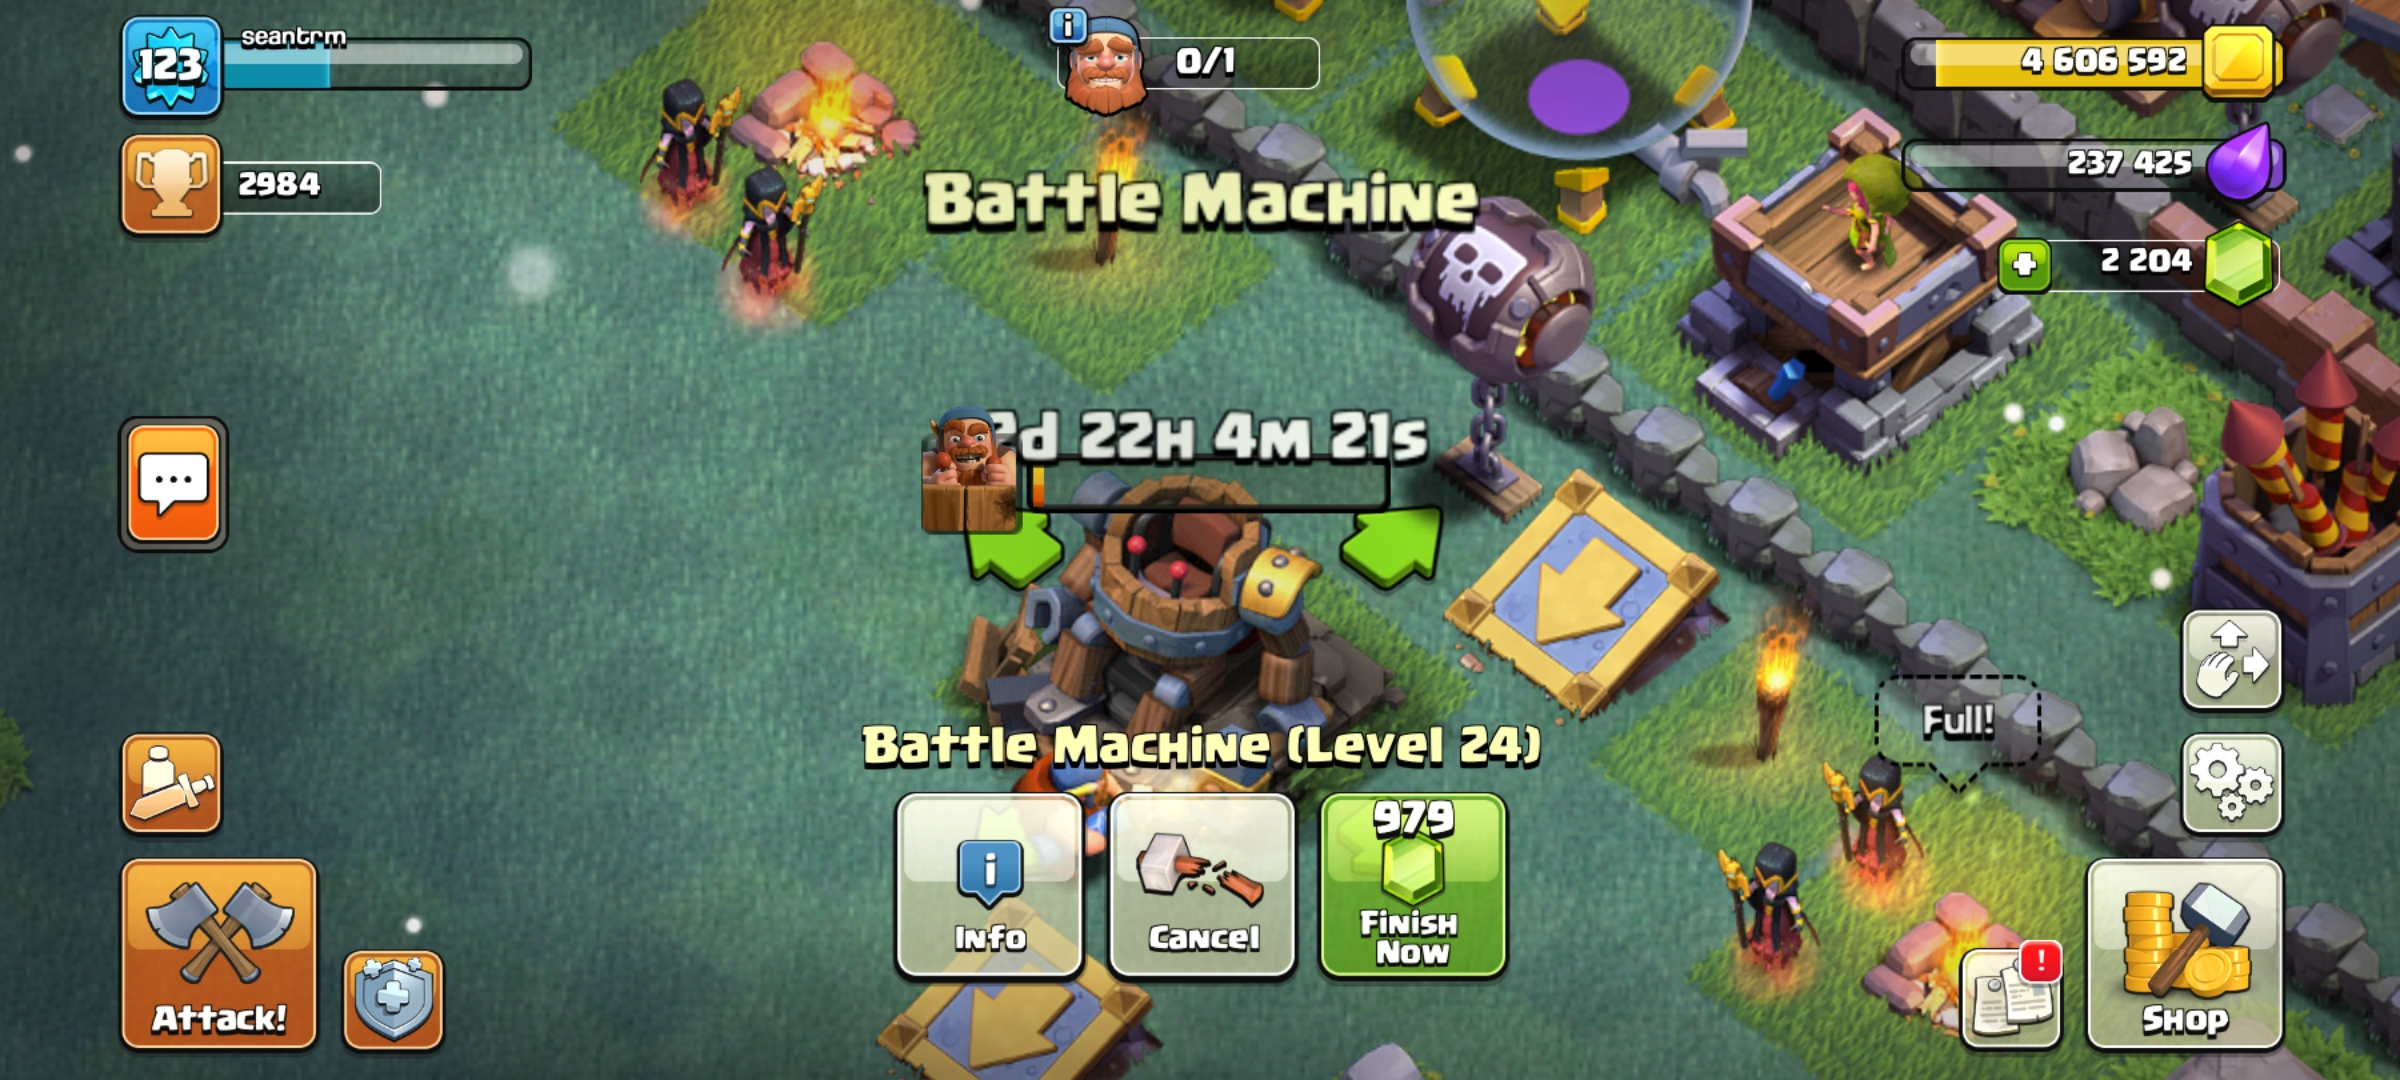 seantrm
123
0/1
4 606 592
2984
237 425
Battle Machine
2 204
2d 22H 4M 21s
Full!
Battle Machine (Level 24)
979
Info
Cancel
Finish
Now
Attack!
Shop